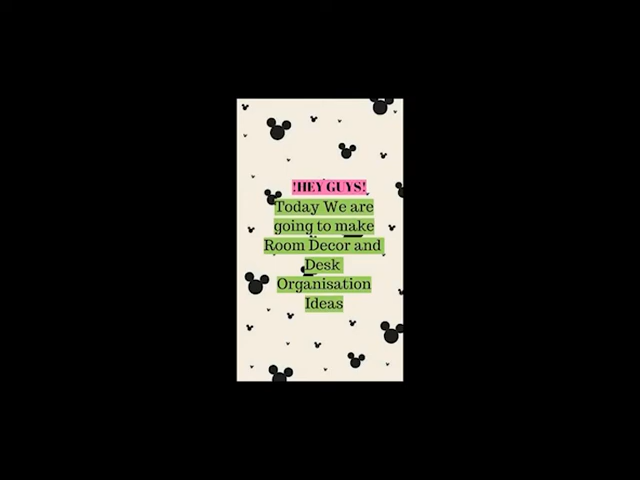 !HEY GUYS!
Today We are
going to make
Room Decor and
Desk
Organisation
Ideas